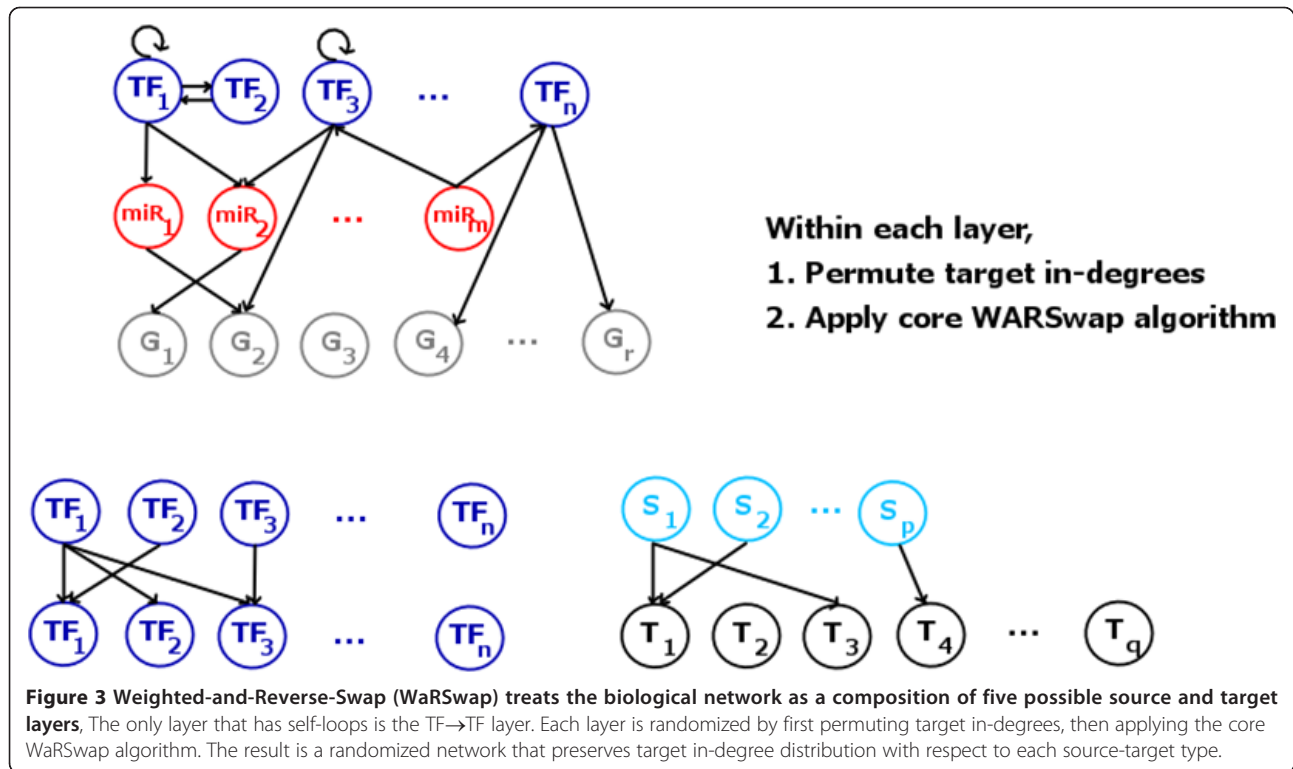 TF1 TF2 TF3 ... TFn
miR1 miR2 ... miRm
Within each layer,
1. Permute target in-degrees
2. Apply core WARSwap algorithm
G1 G2 G3 G4 ... Gr
TF1 TF2 TF3 ... TFn
S1 S2 ... Sp
TF1 TF2 TF3 ... TFn
T1 T2 T3 T4 ... Tq
Figure 3 Weighted-and-Reverse-Swap (WaRSwap) treats the biological network as a composition of five possible source and target
layers, The only layer that has self-loops is the TF→TF layer. Each layer is randomized by first permuting target in-degrees, then applying the core
WaRSwap algorithm. The result is a randomized network that preserves target in-degree distribution with respect to each source-target type.